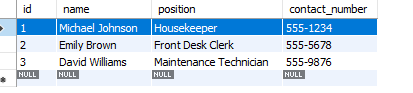 id name position contact_number
1 Michael Johnson Housekeeper 555-1234
2 Emily Brown Front Desk Clerk 555-5678
3 David Williams Maintenance Technician 555-9876
NULL NULL NULL NULL